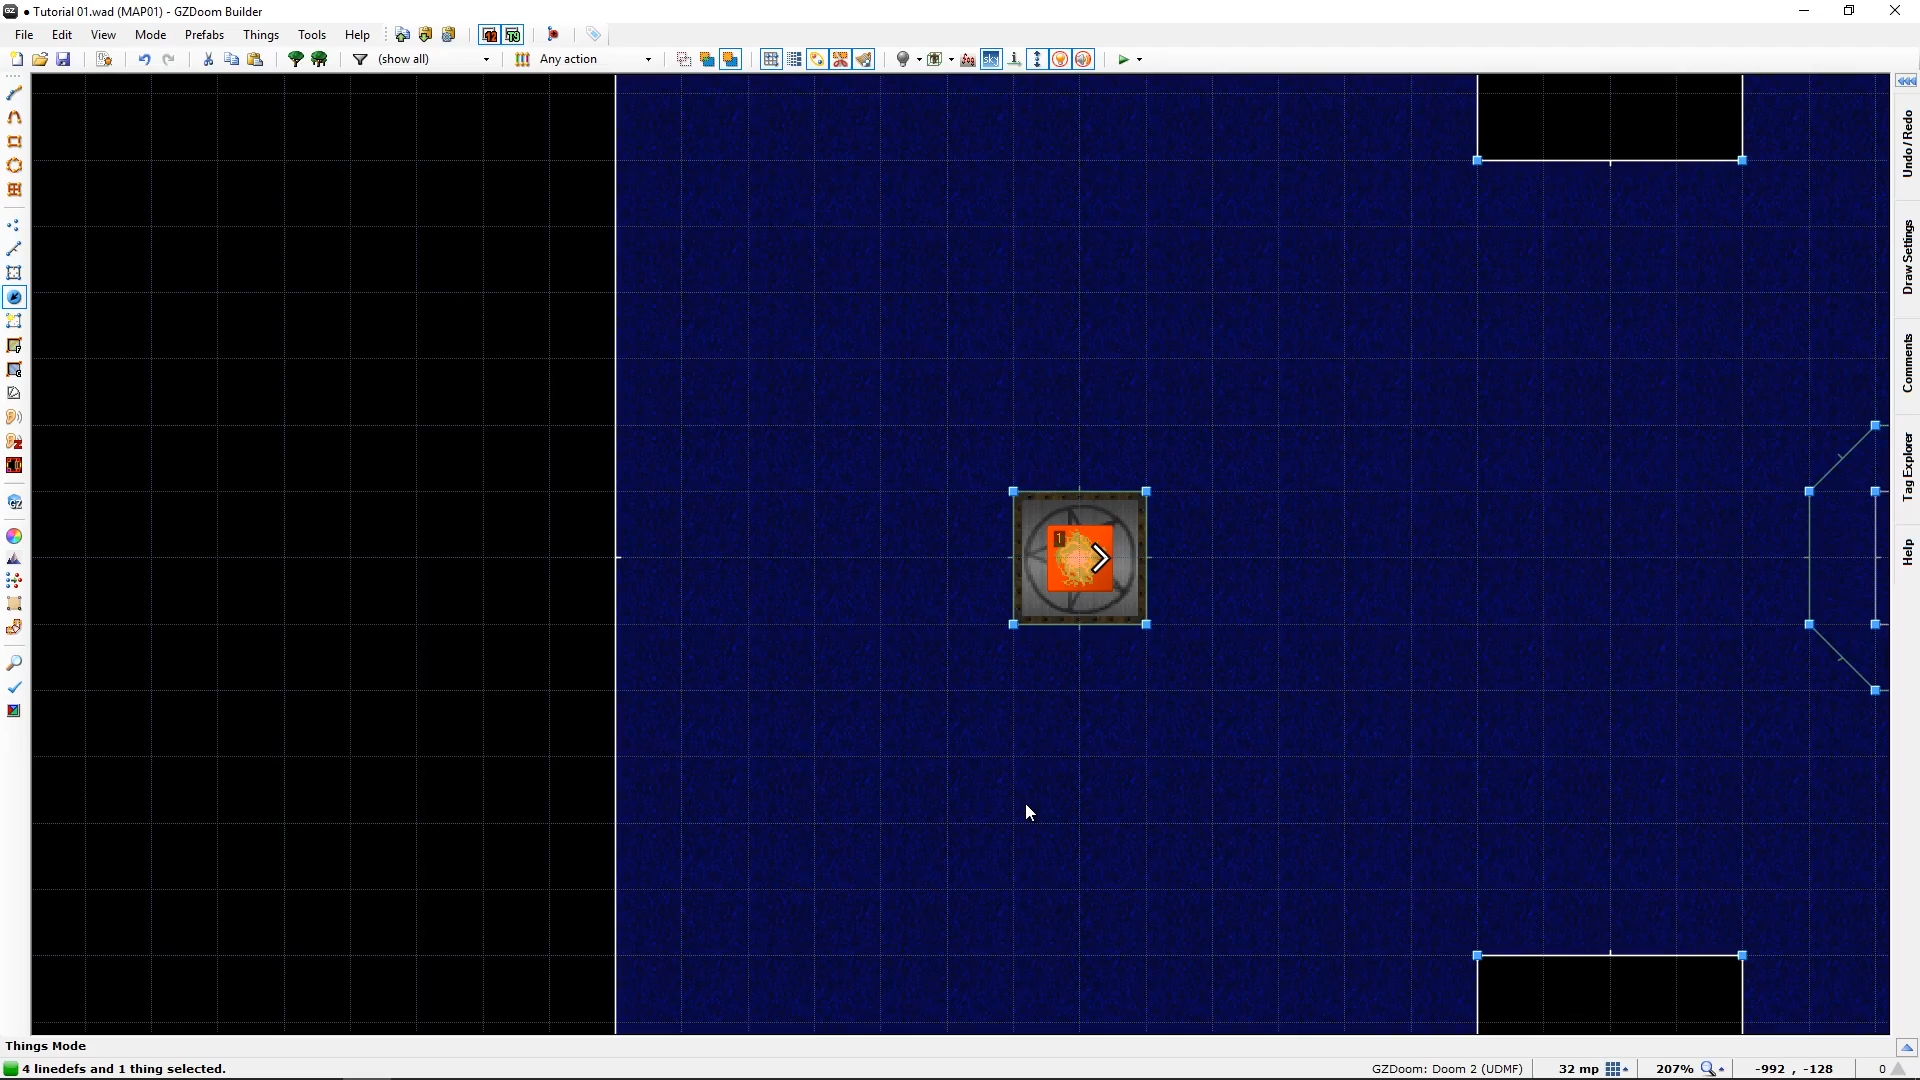 • Tutorial 01.wad (MAP01) - GZDoom Builder
File Edit View Mode Prefabs Things Tools Help
(show all) Any action
sky
1
Undo / Redo
Draw Settings
Comments
Tag Explorer
Help
Things Mode
4 linedefs and 1 thing selected.
GZDoom: Doom 2 (UDMF) 32 mp 207% -992 , -128 0